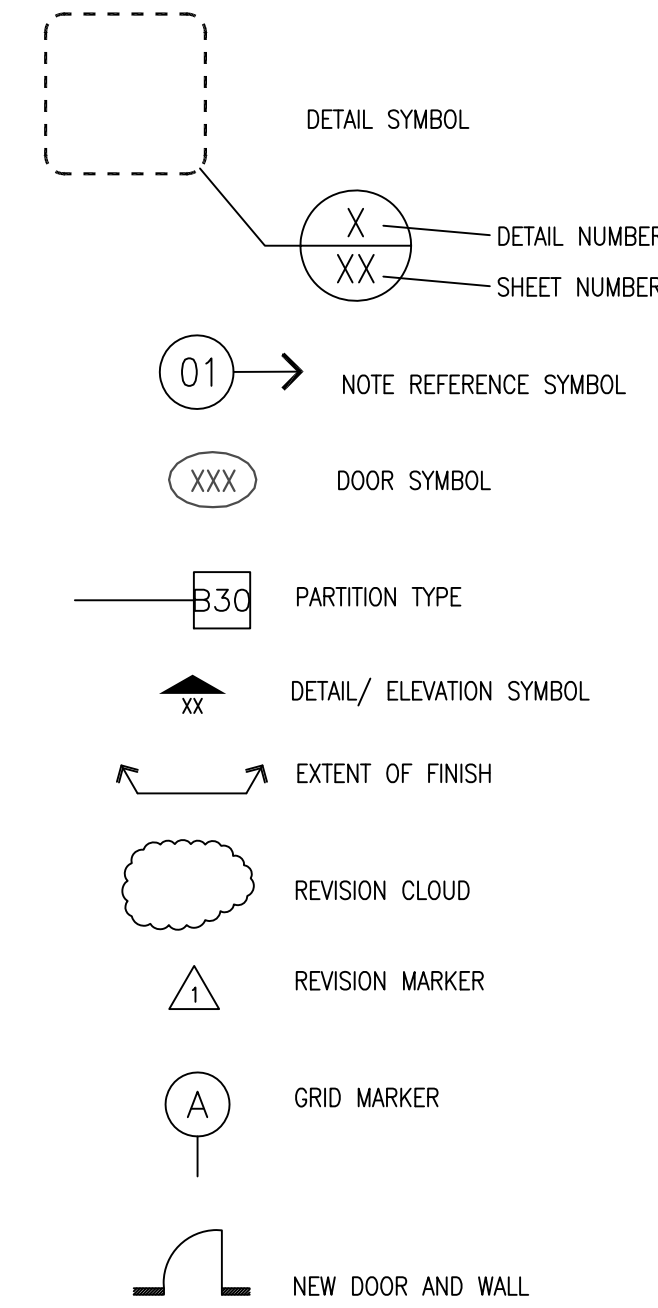 DETAIL SYMBOL
X
DETAIL NUMBER
XX
SHEET NUMBER
01
NOTE REFERENCE SYMBOL
XXX
DOOR SYMBOL
B30
PARTITION TYPE
DETAIL/ ELEVATION SYMBOL
XX
EXTENT OF FINISH
REVISION CLOUD
REVISION MARKER
1
GRID MARKER
A
NEW DOOR AND WALL